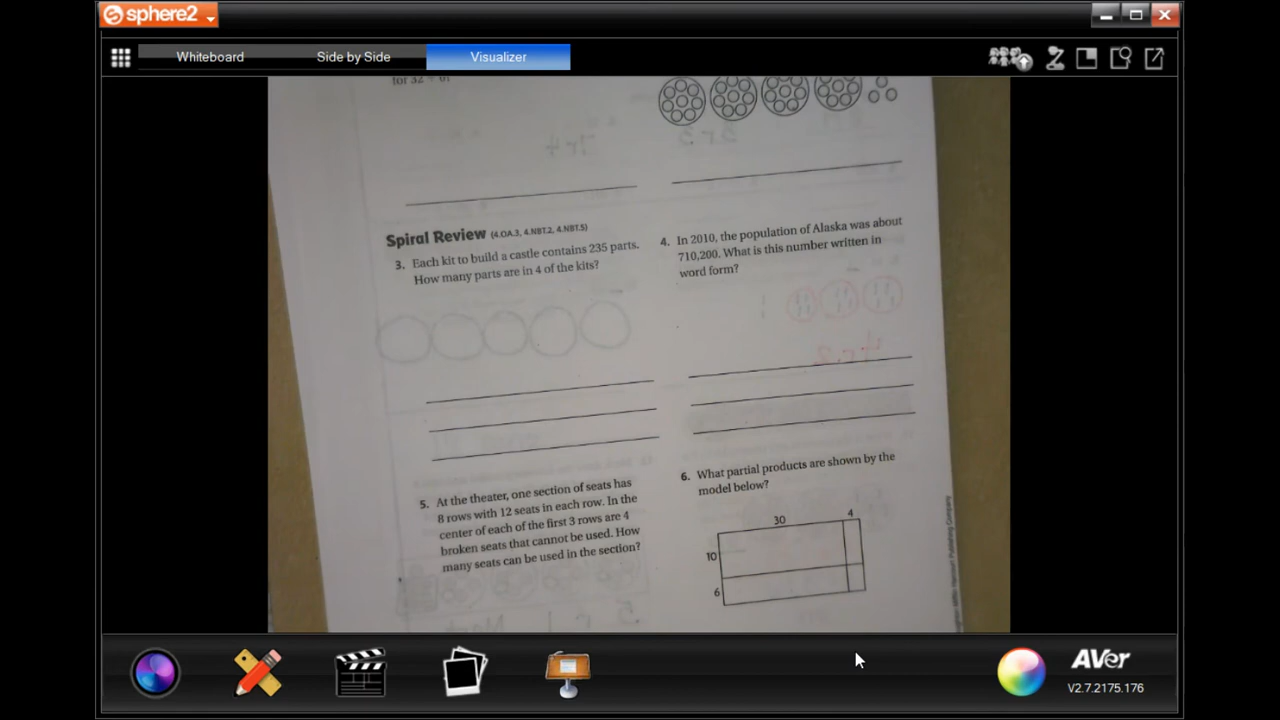 sphere2
Whiteboard
Side by Side
Visualizer
7r4
3r3
Spiral Review (4.OA.3, 4.NBT.2, 4.NBT.5)
3. Each kit to build a castle contains 235 parts.
How many parts are in 4 of the kits?
4. In 2010, the population of Alaska was about
710,200. What is this number written in
word form?
5. At the theater, one section of seats has
8 rows with 12 seats in each row. In the
center of each of the first 3 rows are 4
broken seats that cannot be used. How
many seats can be used in the section?
6. What partial products are shown by the
model below?
30 4
10
6
Publishing Company
AVer
V2.7.2175.176